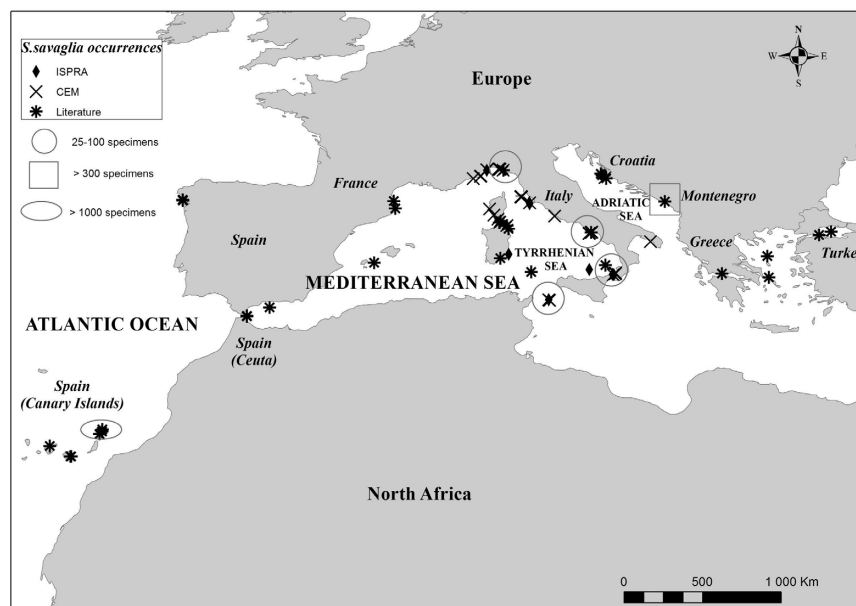 S.savaglia occurrences
ISPRA
CEM
Literature
25-100 specimens
> 300 specimens
> 1000 specimens
N
W
E
S
Europe
Croatia
France
Italy
ADRIATIC
SEA
Montenegro
Spain
Greece
Turke
TYRRHENIAN
SEA
MEDITERRANEAN SEA
ATLANTIC OCEAN
Spain
(Ceuta)
Spain
(Canary Islands)
North Africa
0
500
1 000 Km